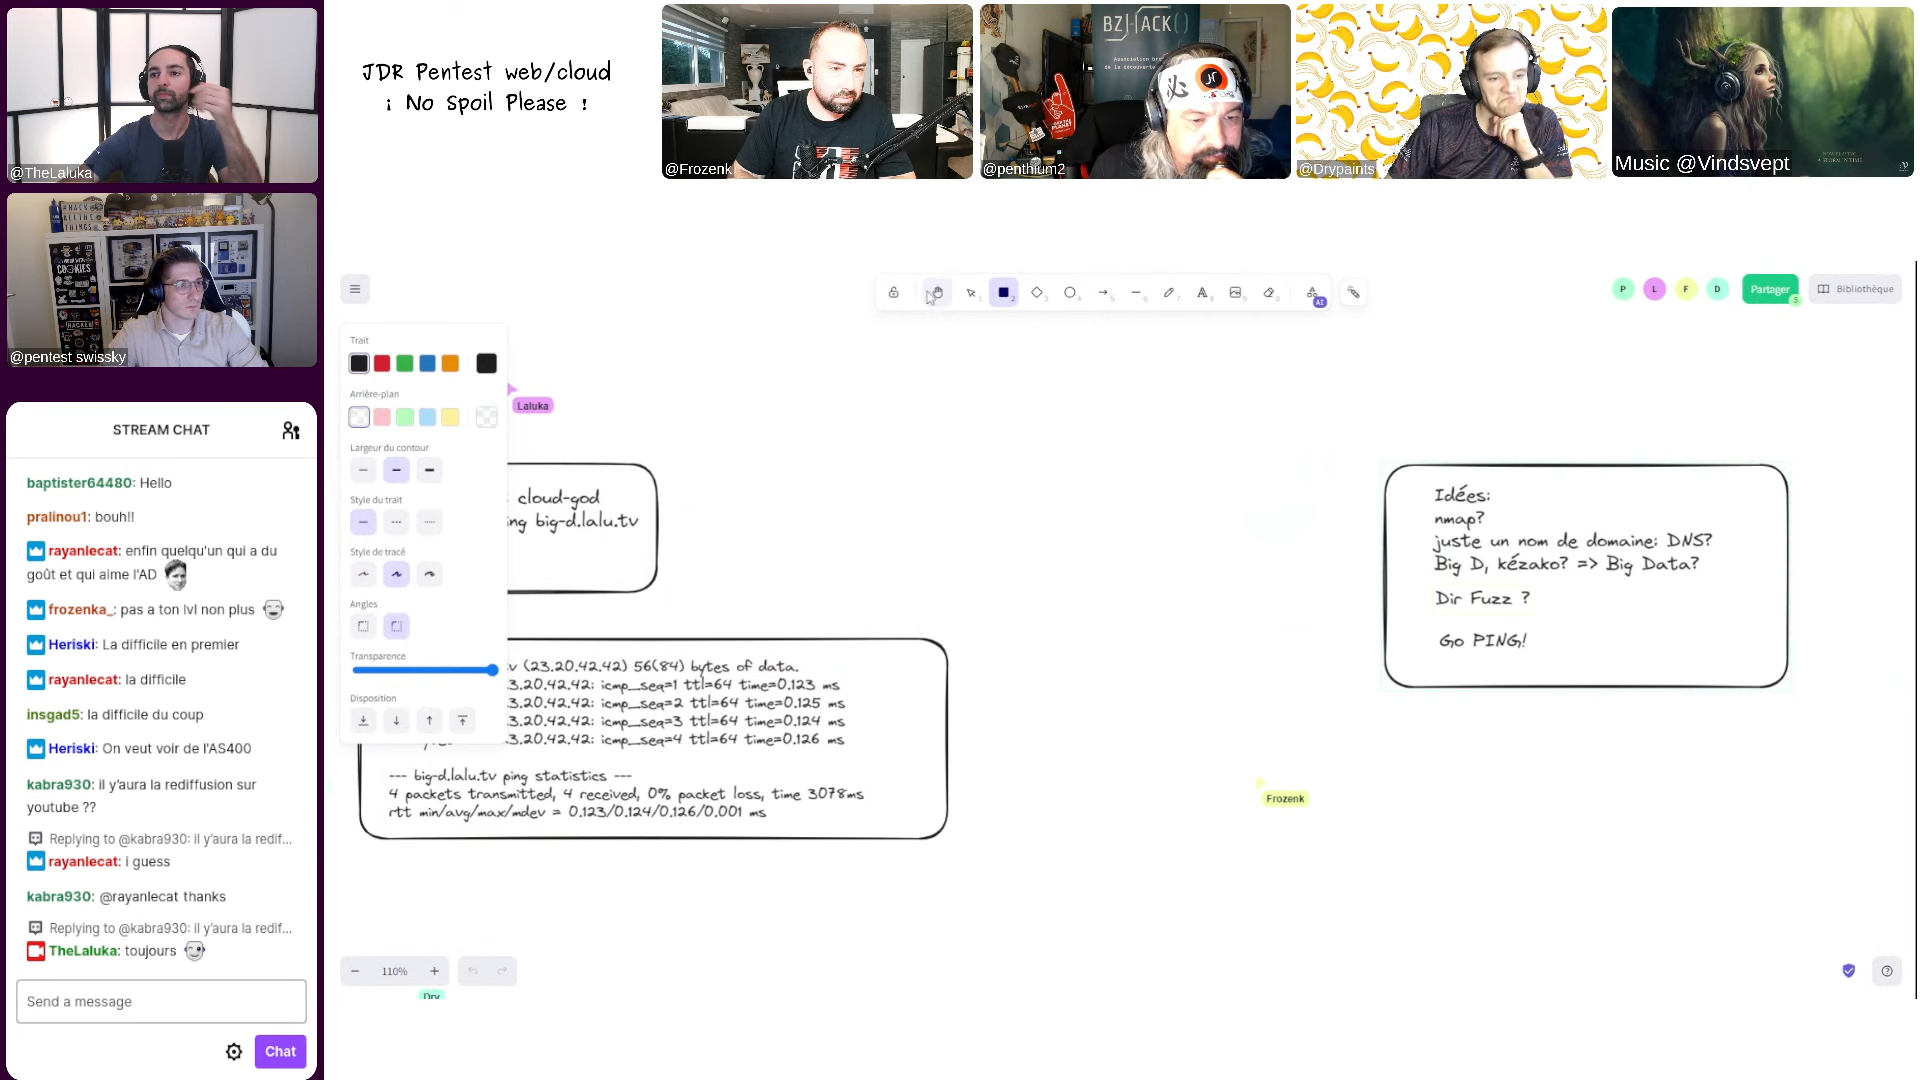 @TheLaluka
JDR Pentest web/cloud
¡ No Spoil Please !
@Frozenk
BZHACK()
@penthium2
@Drypaints
Music @Vindsvept
COOKIES
HACKER
@pentest swissky
STREAM CHAT
baptister64480: Hello
pralinou1: bouh!!
rayanlecat: enfin quelqu'un qui a du
goût et qui aime l'AD
frozenka_: pas a ton lvl non plus
Heriski: La difficile en premier
rayanlecat: la difficile
insgad5: la difficile du coup
Heriski: On veut voir de l'AS400
kabra930: il y'aura la rediffusion sur
youtube ??
Replying to @kabra930: il y'aura la redif...
rayanlecat: i guess
kabra930: @rayanlecat thanks
Replying to @kabra930: il y'aura la redif...
TheLaluka: toujours
Send a message
Chat
P L F D
Partager
5
Bibliothèque
Trait
Arrière-plan
Largeur du contour
Style du trait
Style de tracé
Angles
Transparence
Disposition
Laluka
cloud-god
ng big-d.lalu.tv
v (23.20.42.42) 56(84) bytes of data.
3.20.42.42: icmp_seq=1 ttl=64 time=0.123 ms
3.20.42.42: icmp_seq=2 ttl=64 time=0.125 ms
3.20.42.42: icmp_seq=3 ttl=64 time=0.124 ms
3.20.42.42: icmp_seq=4 ttl=64 time=0.126 ms
--- big-d.lalu.tv ping statistics ---
4 packets transmitted, 4 received, 0% packet loss, time 3078ms
rtt min/avg/max/mdev = 0.123/0.124/0.126/0.001 ms
Idées:
nmap?
juste un nom de domaine: DNS?
Big D, kézako? => Big Data?
Dir Fuzz ?
Go PING!
Frozenk
110%
Dry